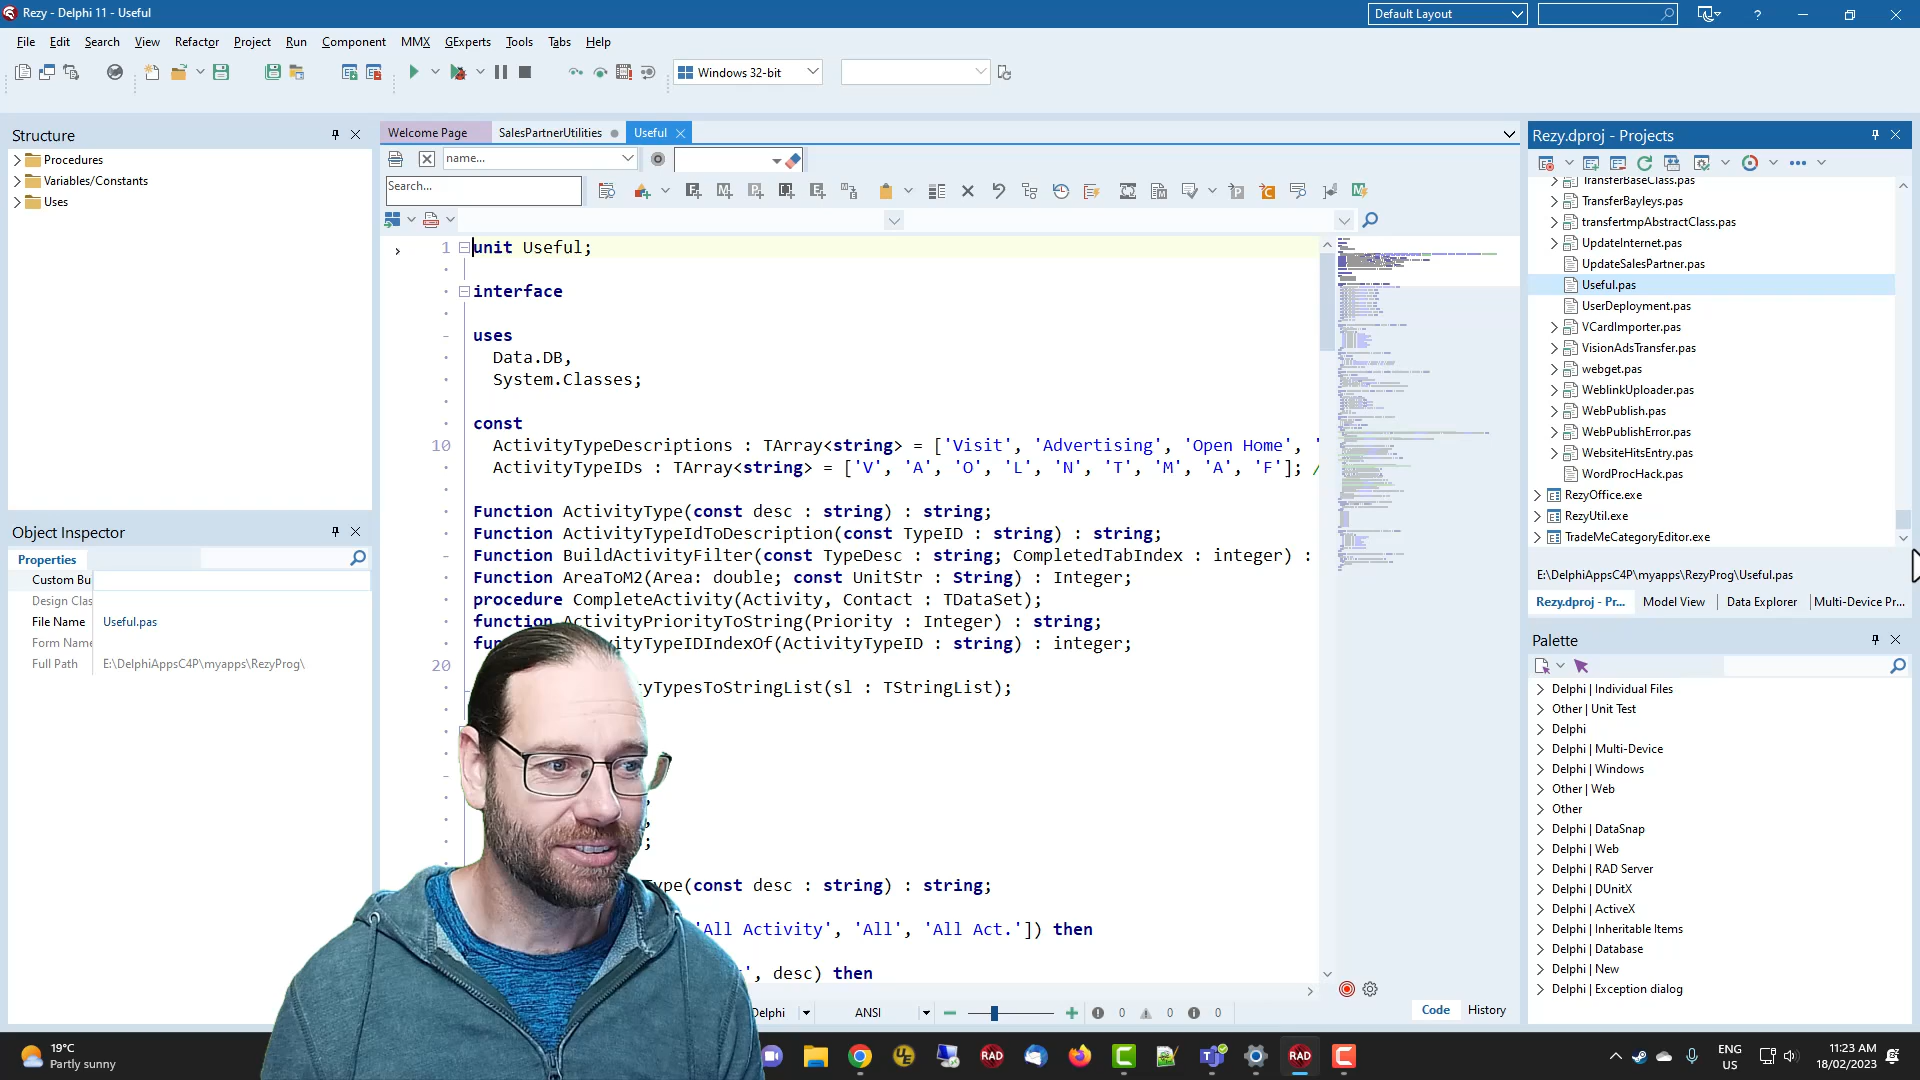 Rezy - Delphi 11 - Useful
Default Layout
File Edit Search View Refactor Project Run Component MMX GExperts Tools Tabs Help
Windows 32-bit
Structure
Procedures
Variables/Constants
Uses
Object Inspector
Properties
Custom Bu
Design Clas
File Name Useful.pas
Form Name
Full Path E:\DelphiAppsC4P\myapps\RezyProg\
Welcome Page SalesPartnerUtilities Useful
name...
Search...
1 unit Useful;
interface
uses
Data.DB,
System.Classes;
const
10 ActivityTypeDescriptions : TArray<string> = ['Visit', 'Advertising', 'Open Home', '
ActivityTypeIDs : TArray<string> = ['V', 'A', 'O', 'L', 'N', 'T', 'M', 'A', 'F']; /
Function ActivityType(const desc : string) : string;
Function ActivityTypeIdToDescription(const TypeID : string) : string;
Function BuildActivityFilter(const TypeDesc : string; CompletedTabIndex : integer) :
Function AreaToM2(Area: double; const UnitStr : String) : Integer;
procedure CompleteActivity(Activity, Contact : TDataSet);
function ActivityPriorityToString(Priority : Integer) : string;
fu vityTypeIDIndexOf(ActivityTypeID : string) : integer;
20
yTypesToStringList(sl : TStringList);
;
;
;
ype(const desc : string) : string;
'All Activity', 'All', 'All Act.']) then
', desc) then
elphi ANSI 0 0 0
Code History
Rezy.dproj - Projects
TransferBaseClass.pas
TransferBayleys.pas
transfertmpAbstractClass.pas
UpdateInternet.pas
UpdateSalesPartner.pas
Useful.pas
UserDeployment.pas
VCardImporter.pas
VisionAdsTransfer.pas
webget.pas
WeblinkUploader.pas
WebPublish.pas
WebPublishError.pas
WebsiteHitsEntry.pas
WordProcHack.pas
RezyOffice.exe
RezyUtil.exe
TradeMeCategoryEditor.exe
E:\DelphiAppsC4P\myapps\RezyProg\Useful.pas
Rezy.dproj - Pr... Model View Data Explorer Multi-Device Pr...
Palette
Delphi | Individual Files
Other | Unit Test
Delphi
Delphi | Multi-Device
Delphi | Windows
Other | Web
Other
Delphi | DataSnap
Delphi | Web
Delphi | RAD Server
Delphi | DUnitX
Delphi | ActiveX
Delphi | Inheritable Items
Delphi | Database
Delphi | New
Delphi | Exception dialog
19°C
Partly sunny
UE
RAD
RAD
ENG
US
11:23 AM
18/02/2023